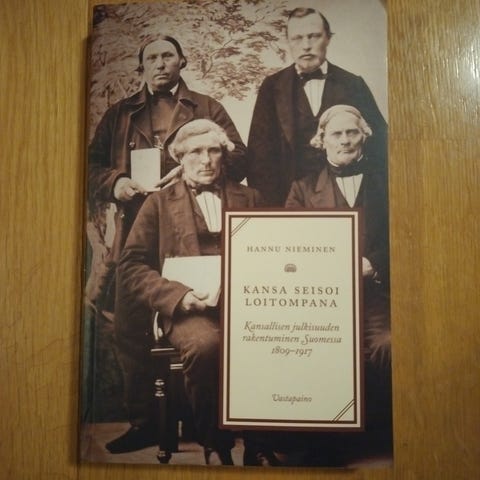 HANNU NIEMINEN
KANSA SEISOI
LOITOMPANA
Kansallisen julkisuuden
rakentuminen Suomessa
1809–1917
Vastapaino